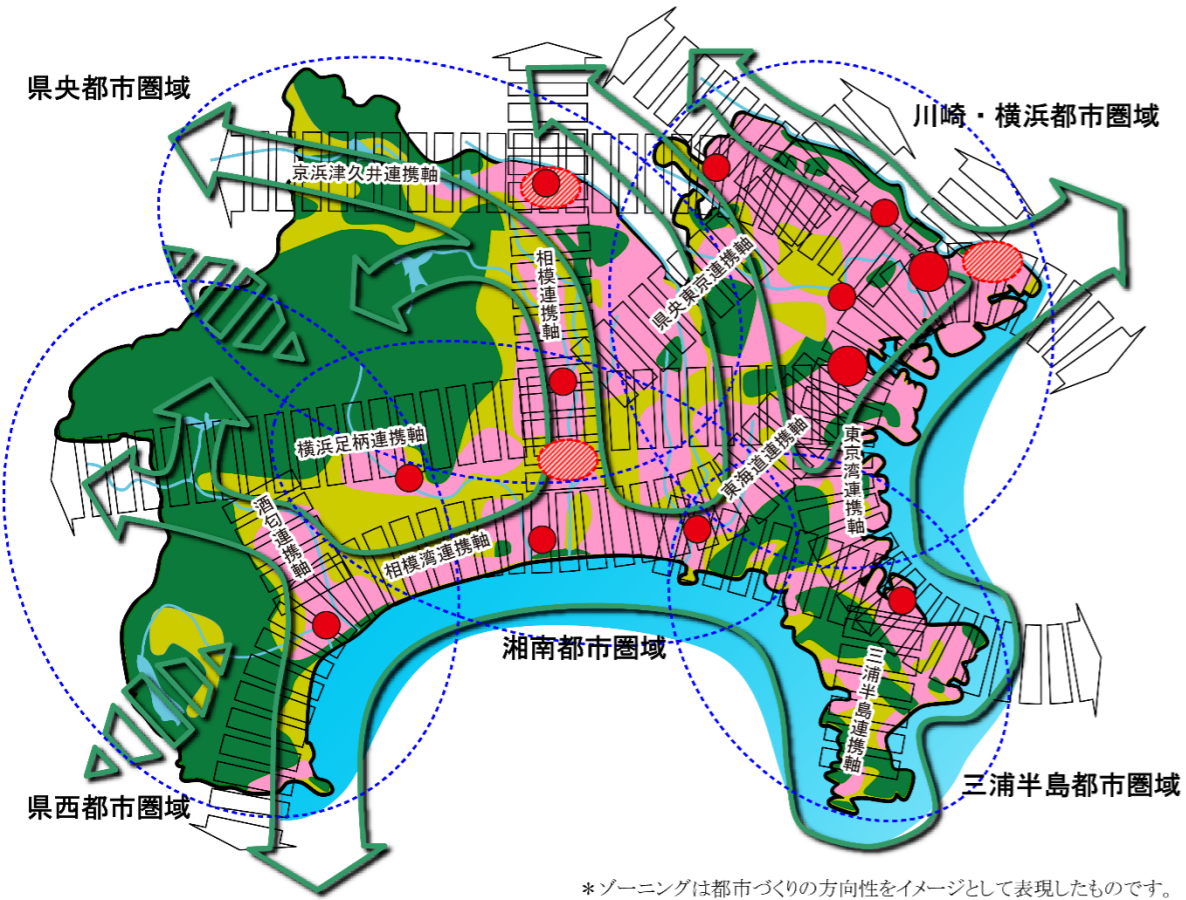 県央都市圏域
川崎・横浜都市圏域
京浜津久井連携軸
相模連携軸
県央東京連携軸
横浜足柄連携軸
東海道連携軸
東京湾連携軸
酒匂連携軸
相模湾連携軸
湘南都市圏域
三浦半島連携軸
三浦半島都市圏域
県西都市圏域
＊ゾーニングは都市づくりの方向性をイメージとして表現したものです。